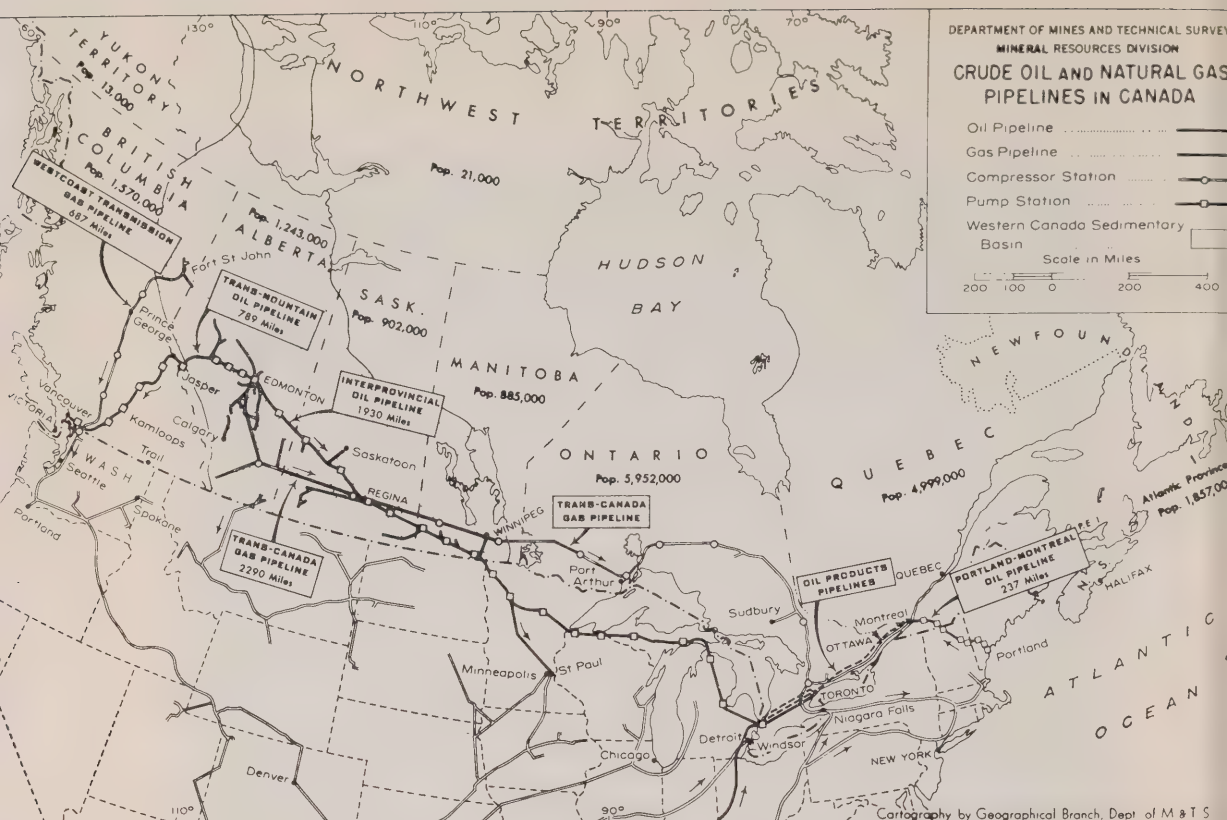 DEPARTMENT OF MINES AND TECHNICAL SURVEY
MINERAL RESOURCES DIVISION
CRUDE OIL AND NATURAL GAS
PIPELINES IN CANADA
Oil Pipeline
Gas Pipeline
Compressor Station
Pump Station
Western Canada Sedimentary
Basin
Scale in Miles
200 100 0 200 400
60°
130°
110°
90°
70°
YUKON
TERRITORY
Pop. 13,000
NORTHWEST TERRITORIES
Pop. 21,000
BRITISH
COLUMBIA
Pop. 1,570,000
WESTCOAST TRANSMISSION
GAS PIPELINE
687 Miles
Pop. 1,243,000
ALBERTA
Fort St John
TRANS-MOUNTAIN
OIL PIPELINE
789 Miles
SASK.
Pop. 902,000
HUDSON
BAY
Prince
George
MANITOBA
Pop. 885,000
NEWFOUND
L
A
N
D
Jasper
EDMONTON
INTERPROVINCIAL
OIL PIPELINE
1930 Miles
Vancouver
VICTORIA
Kamloops
Calgary
Trail
Saskatoon
ONTARIO
Pop. 5,952,000
QUEBEC
Pop. 4,999,000
Atlantic Province
Pop. 1,857,00
WASH
Seattle
Spokane
Portland
REGINA
WINNIPEG
TRANS-CANADA
GAS PIPELINE
TRANS-CANADA
GAS PIPELINE
2290 Miles
Port
Arthur
OIL PRODUCTS
PIPELINES
QUEBEC
P.E.I
PORTLAND-MONTREAL
OIL PIPELINE
237 Miles
N.S.
HALIFAX
Sudbury
Montreal
OTTAWA
Portland
Minneapolis
St Paul
TORONTO
Niagara Falls
Detroit
Windsor
Chicago
NEW YORK
Denver
ATLANTIC
OCEAN
110°
90°
Cartography by Geographical Branch, Dept. of M & T S